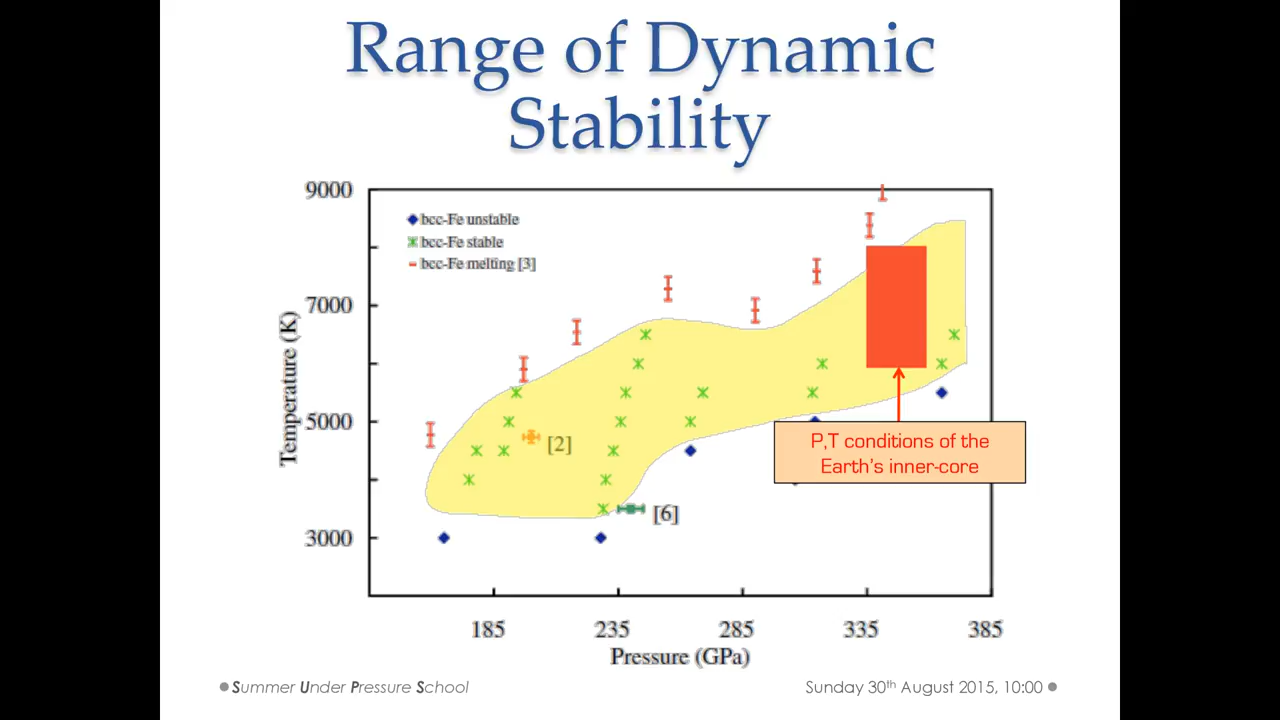 Range of Dynamic
Stability
9000
7000
5000
3000
Temperature (K)
bcc-Fe unstable
bcc-Fe stable
bcc-Fe melting [3]
[2]
[6]
P,T conditions of the
Earth's inner-core
185 235 285 335 385
Pressure (GPa)
Summer Under Pressure School
Sunday 30th August 2015, 10:00